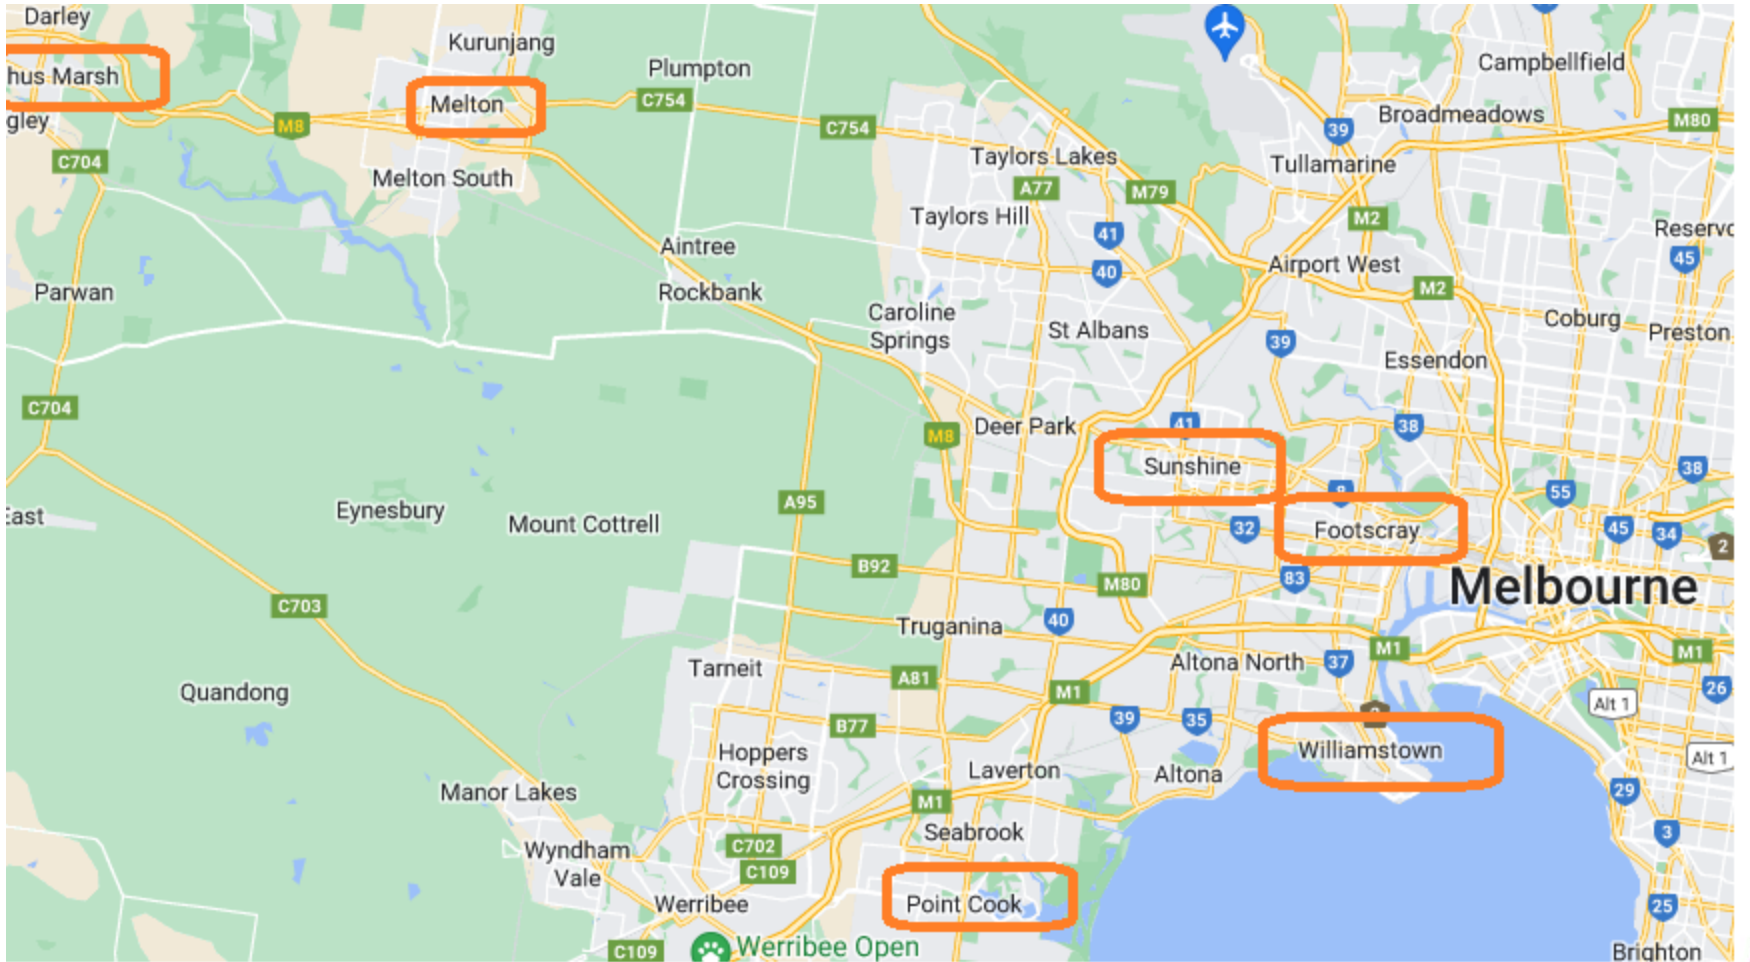 Darley
Kurunjang
Campbellfield
Plumpton
hus Marsh
Melton
C754
Broadmeadows
M80
gley
M8
C754
39
C704
Taylors Lakes
Tullamarine
Melton South
A77
M79
Taylors Hill
M2
Reservo
41
Aintree
45
Airport West
40
Parwan
Rockbank
M2
Caroline
Springs
St Albans
Coburg
Preston
39
Essendon
C704
Deer Park
41
38
M8
Sunshine
38
8
55
A95
Eynesbury
Mount Cottrell
East
32
Footscray
45
34
2
B92
M80
83
Melbourne
C703
Truganina
40
Tarneit
Altona North
37
M1
M1
A81
Quandong
M1
26
Alt 1
39
35
B77
Hoppers
Crossing
Williamstown
Alt 1
Laverton
Altona
Manor Lakes
M1
29
Seabrook
3
Wyndham
Vale
C702
C109
Werribee
Point Cook
25
C109
Werribee Open
Brighton